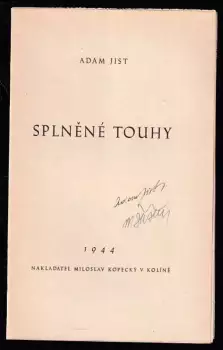 ADAM JIST
SPLNĚNÉ TOUHY
1944
NAKLADATEL MILOSLAV KOPECKÝ V KOLÍNĚ